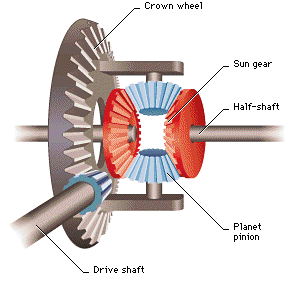 Crown wheel
Sun gear
Half-shaft
Planet
pinion
Drive shaft